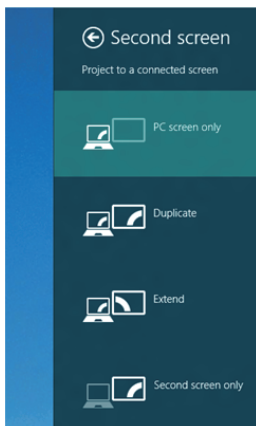 Second screen
Project to a connected screen
PC screen only
Duplicate
Extend
Second screen only